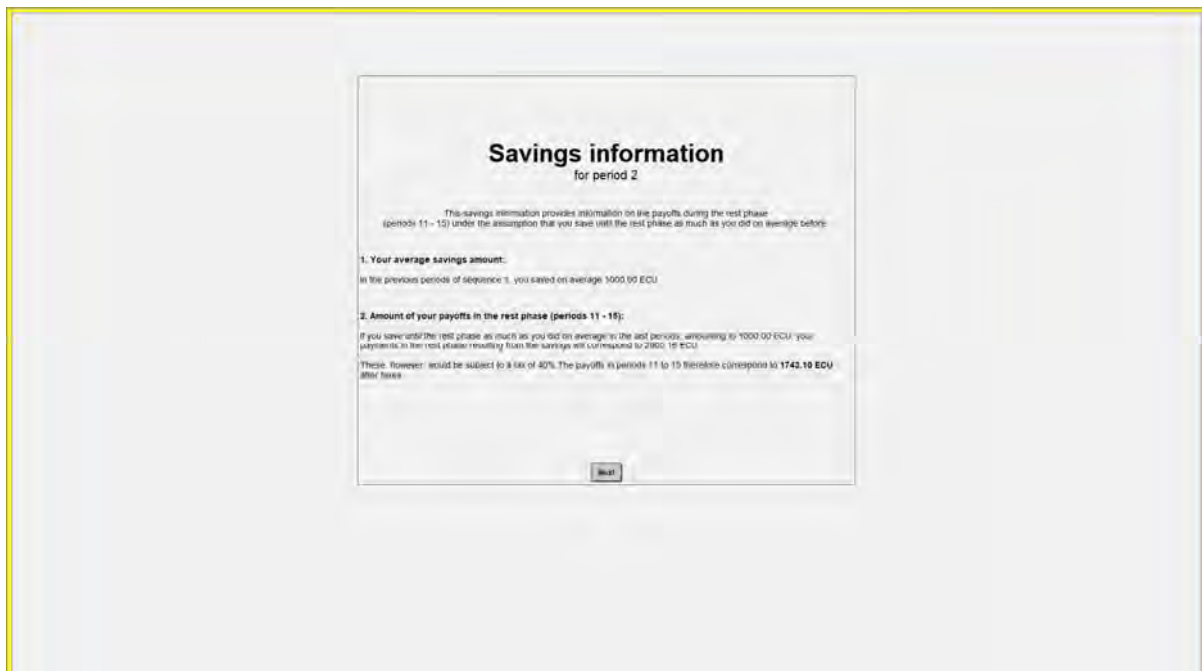 Savings information
for period 2
This savings information provides information on the payoffs during the rest phase
(periods 11 - 15) under the assumption that you save until the rest phase as much as you did on average before.
1. Your average savings amount:
In the previous periods of sequence 1, you saved on average 1000.00 ECU.
2. Amount of your payoffs in the rest phase (periods 11 - 15):
If you save until the rest phase as much as you did on average in the last periods, amounting to 1000.00 ECU, your
payments in the rest phase resulting from the savings will correspond to ECU.
These, however, would be subject to a tax of 40%.The payoffs in periods 11 to 15 therefore correspond to 1743.10 ECU
after taxes.
Next